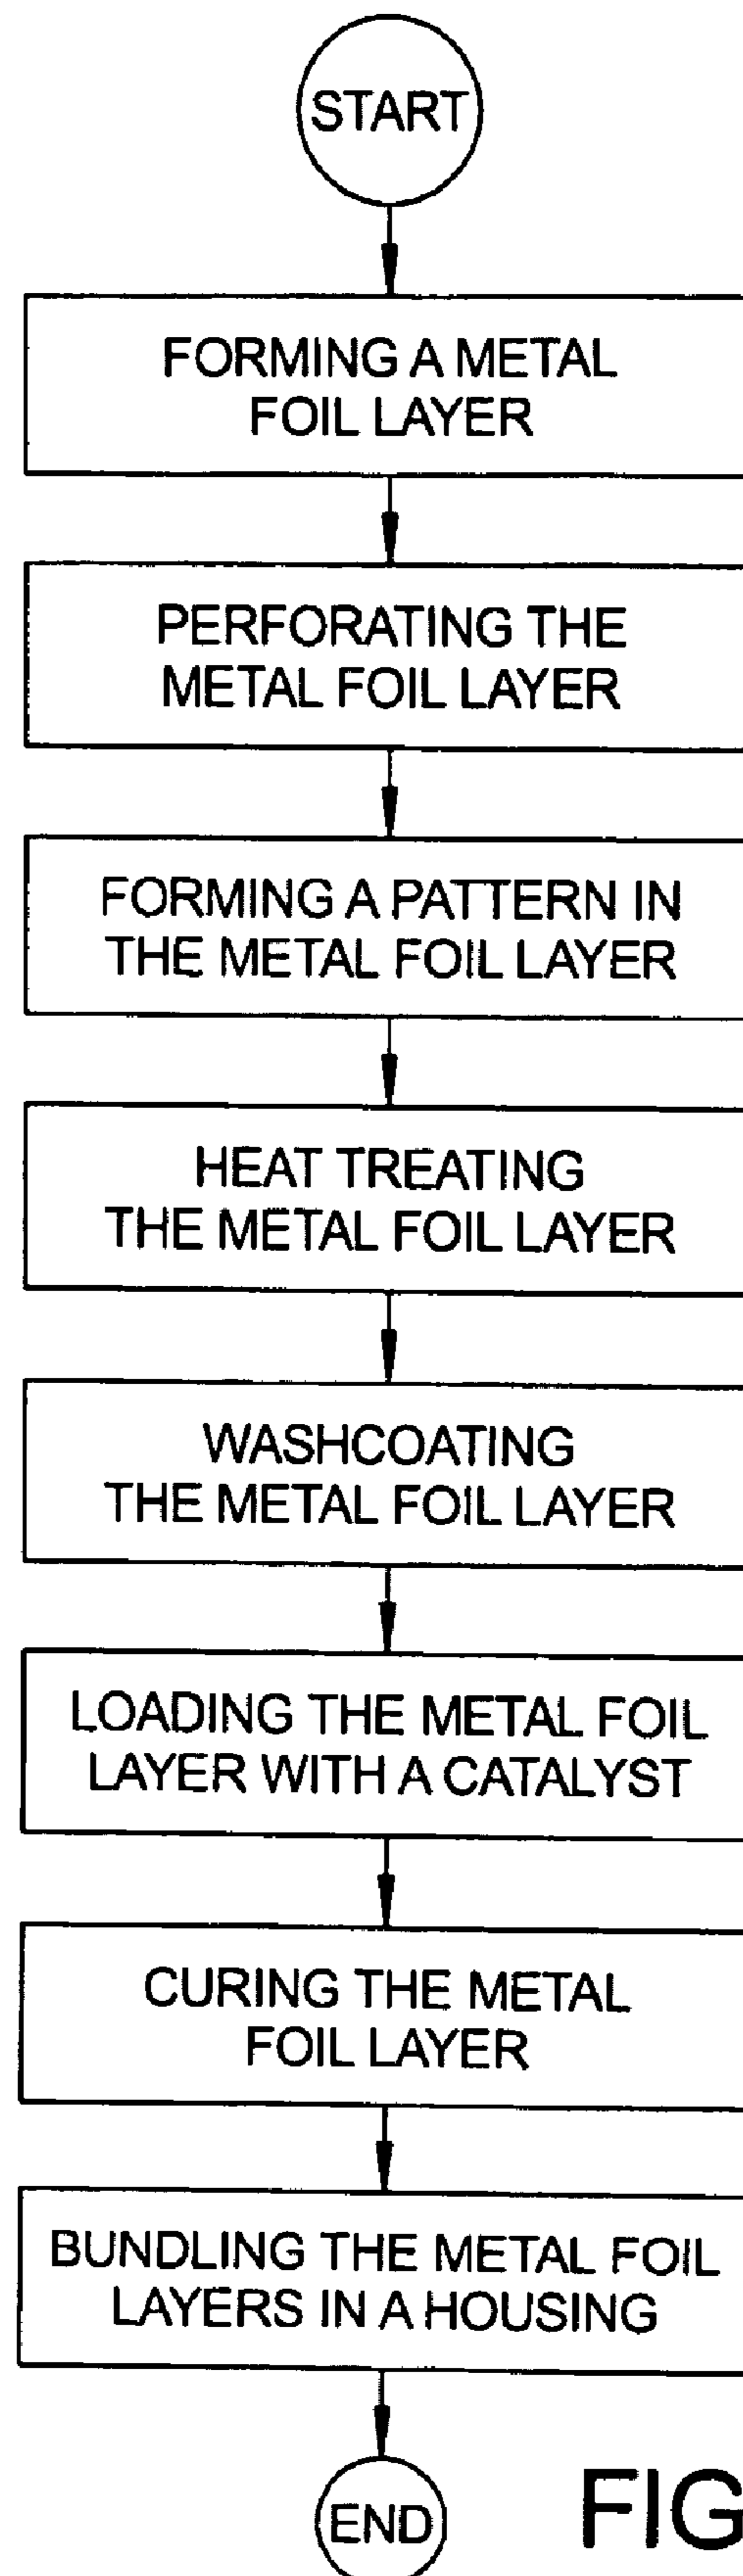 START
FORMING A METAL
FOIL LAYER
PERFORATING THE
METAL FOIL LAYER
FORMING A PATTERN IN
THE METAL FOIL LAYER
HEAT TREATING
THE METAL FOIL LAYER
WASHCOATING
THE METAL FOIL LAYER
LOADING THE METAL FOIL
LAYER WITH A CATALYST
CURING THE METAL
FOIL LAYER
BUNDLING THE METAL FOIL
LAYERS IN A HOUSING
END
FIG